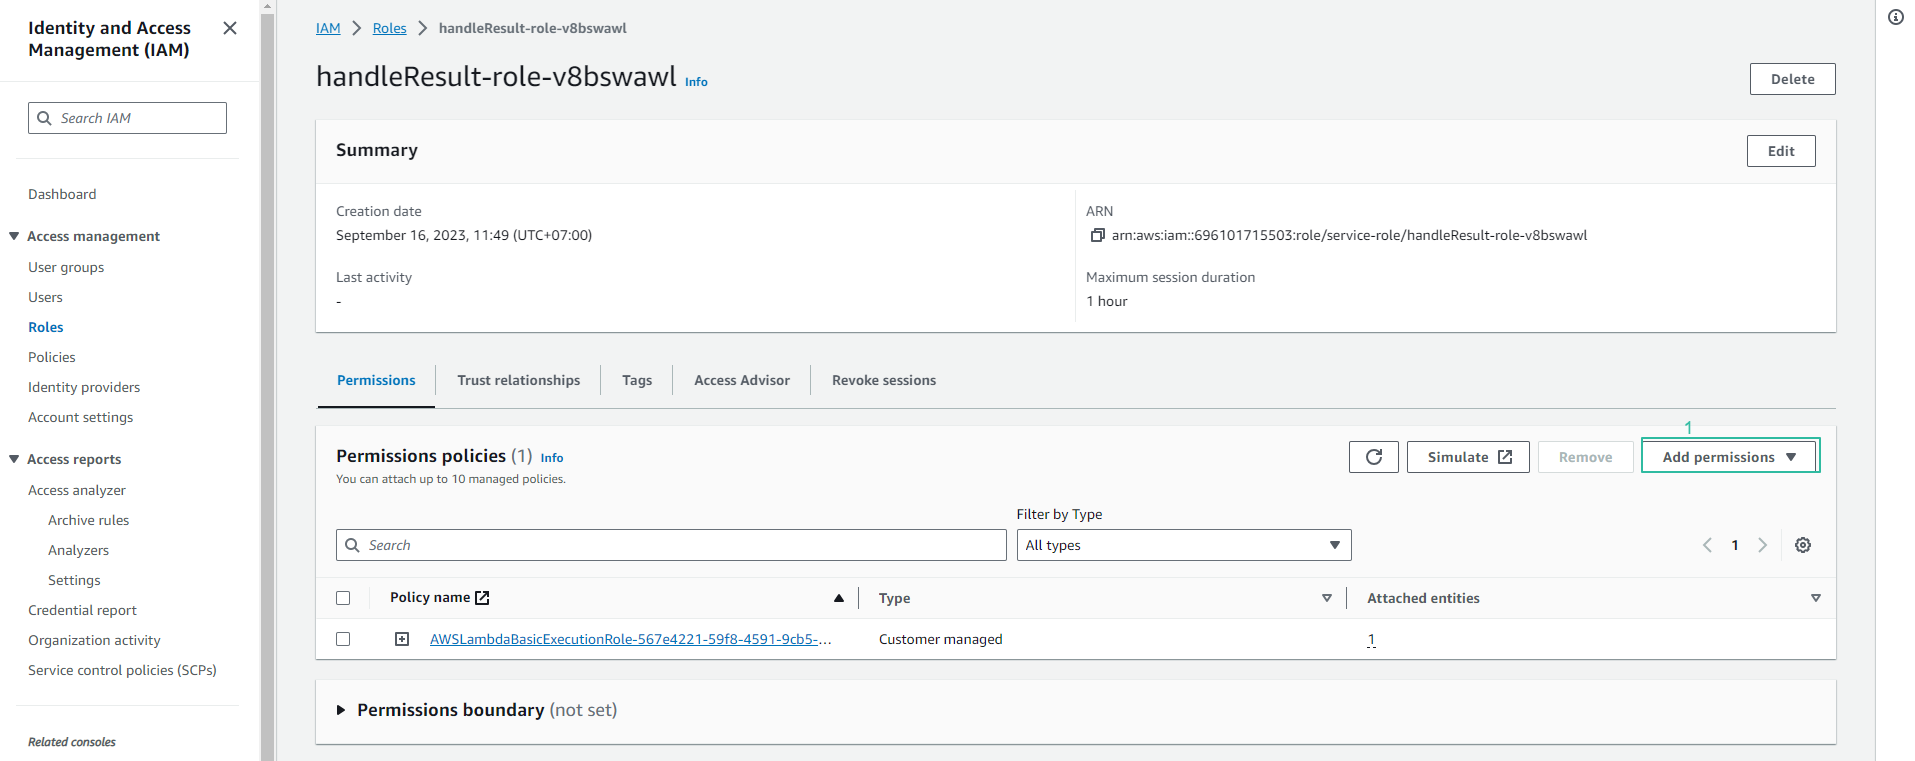 Identity and Access
Management (IAM)
Search IAM
Dashboard
Access management
User groups
Users
Roles
Policies
Identity providers
Account settings
Access reports
Access analyzer
Archive rules
Analyzers
Settings
Credential report
Organization activity
Service control policies (SCPs)
Related consoles
IAM > Roles > handleResult-role-v8bswawl
handleResult-role-v8bswawl Info
Delete
Summary
Edit
Creation date
September 16, 2023, 11:49 (UTC+07:00)
Last activity
-
ARN
arn:aws:iam::696101715503:role/service-role/handleResult-role-v8bswawl
Maximum session duration
1 hour
Permissions
Trust relationships
Tags
Access Advisor
Revoke sessions
1
Permissions policies (1) Info
You can attach up to 10 managed policies.
Simulate
Remove
Add permissions
Filter by Type
Search
All types
1
Policy name
Type
Attached entities
AWSLambdaBasicExecutionRole-567e4221-59f8-4591-9cb5-...
Customer managed
1
Permissions boundary (not set)